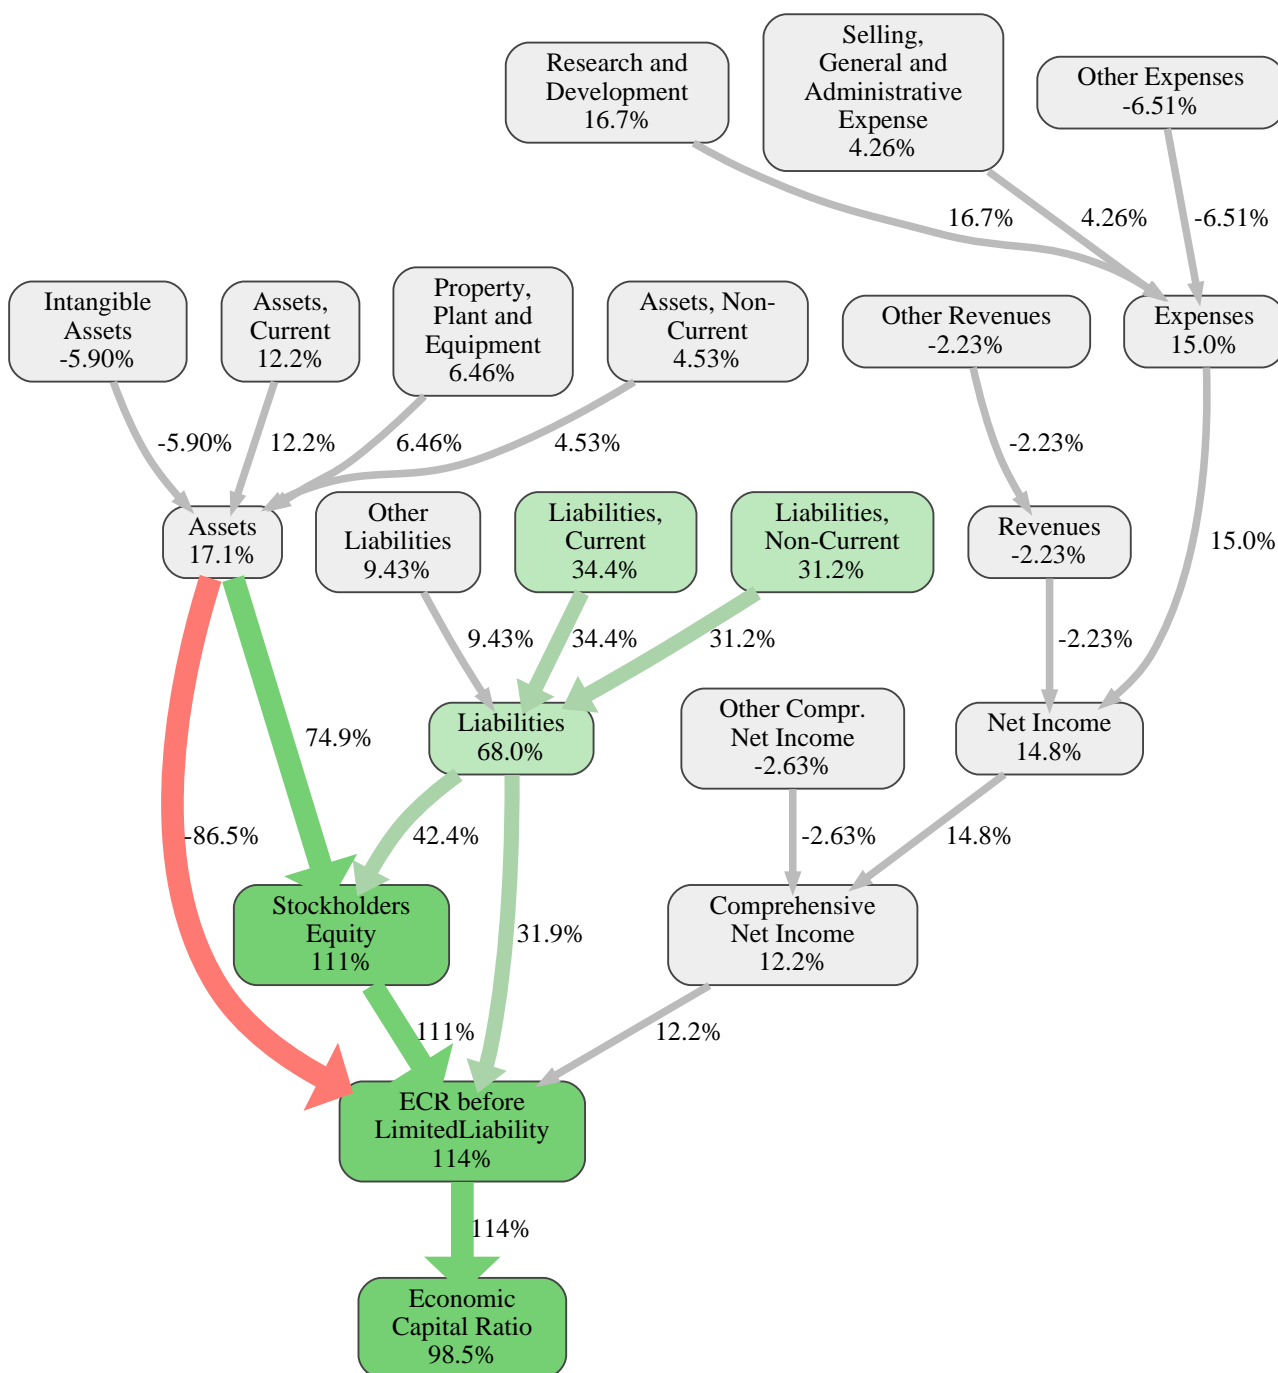 Research and
Development
16.7%
Selling,
General and
Administrative
Expense
4.26%
Other Expenses
-6.51%
16.7%
4.26%
-6.51%
Intangible
Assets
-5.90%
Assets,
Current
12.2%
Property,
Plant and
Equipment
6.46%
Assets, Non-
Current
4.53%
Other Revenues
-2.23%
Expenses
15.0%
-5.90%
12.2%
6.46%
4.53%
-2.23%
15.0%
Assets
17.1%
Other
Liabilities
9.43%
Liabilities,
Current
34.4%
Liabilities,
Non-Current
31.2%
Revenues
-2.23%
9.43%
34.4%
31.2%
-2.23%
74.9%
Liabilities
68.0%
Other Compr.
Net Income
-2.63%
Net Income
14.8%
-86.5%
42.4%
-2.63%
14.8%
Stockholders
Equity
111%
31.9%
Comprehensive
Net Income
12.2%
111%
12.2%
ECR before
LimitedLiability
114%
114%
Economic
Capital Ratio
98.5%